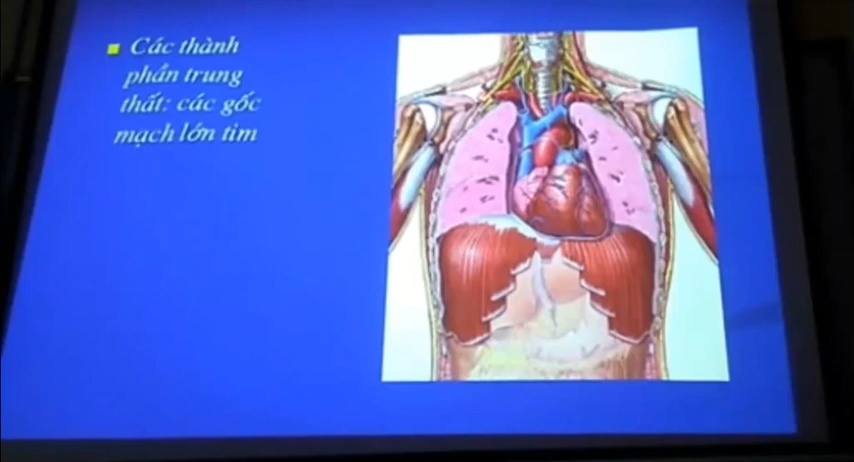 Các thành
phần trung
thất: các gốc
mạch lớn tim